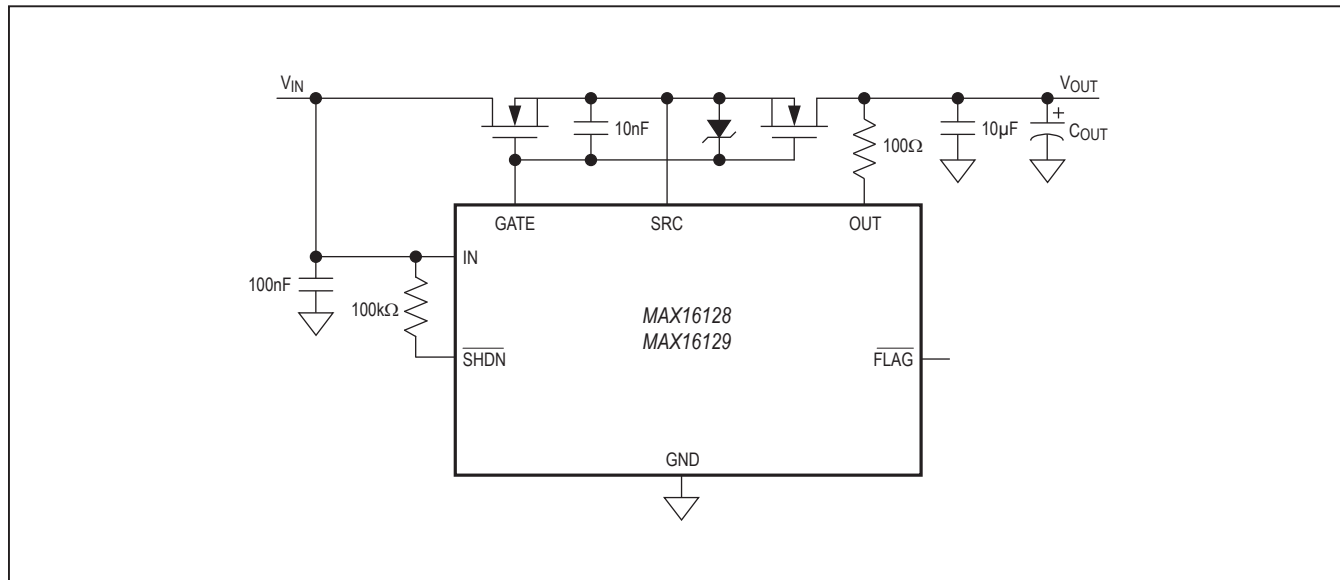 VIN
VOUT
10nF
100Ω
10µF
+
COUT
GATE
SRC
OUT
IN
100nF
100kΩ
MAX16128
MAX16129
SHDN
FLAG
GND